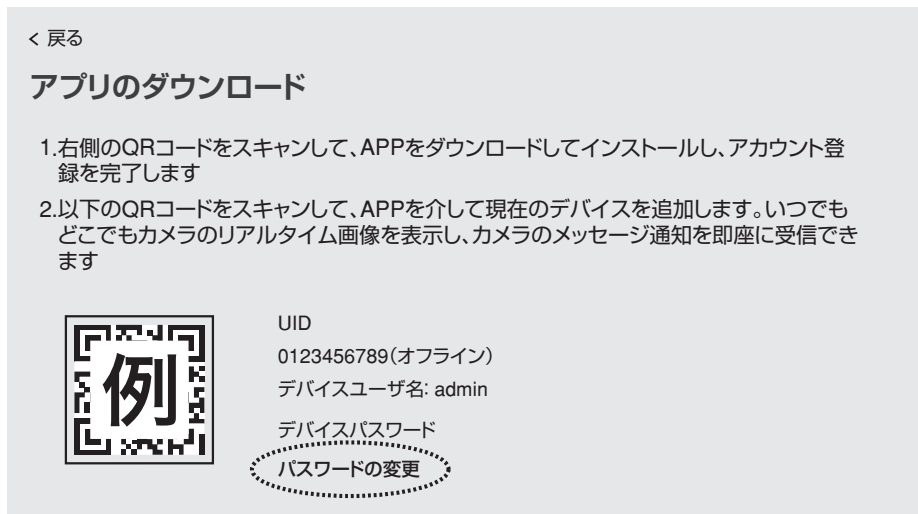 < 戻る
アプリのダウンロード
1.右側のQRコードをスキャンして、APPをダウンロードしてインストールし、アカウント登
録を完了します
2.以下のQRコードをスキャンして、APPを介して現在のデバイスを追加します。いつでも
どこでもカメラのリアルタイム画像を表示し、カメラのメッセージ通知を即座に受信でき
ます
例
UID
0123456789（オフライン）
デバイスユーザ名: admin
デバイスパスワード
パスワードの変更